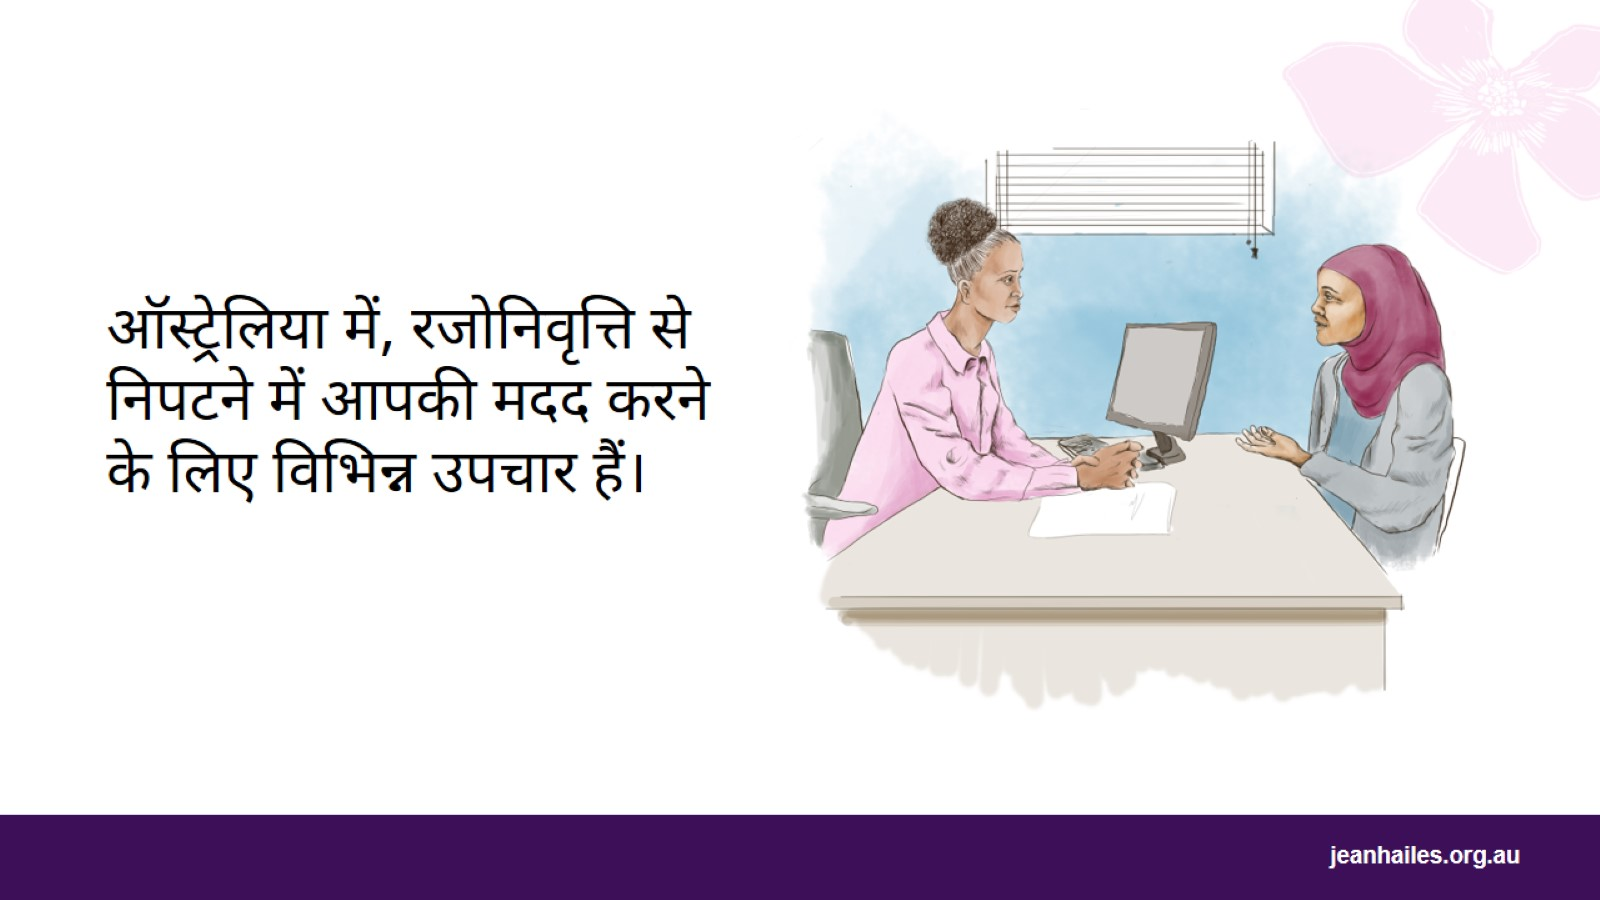 ऑस्ट्रेलिया में, रजोनिवृत्ति से
निपटने में आपकी मदद करने
के लिए विभिन्न उपचार हैं।
jeanhailes.org.au